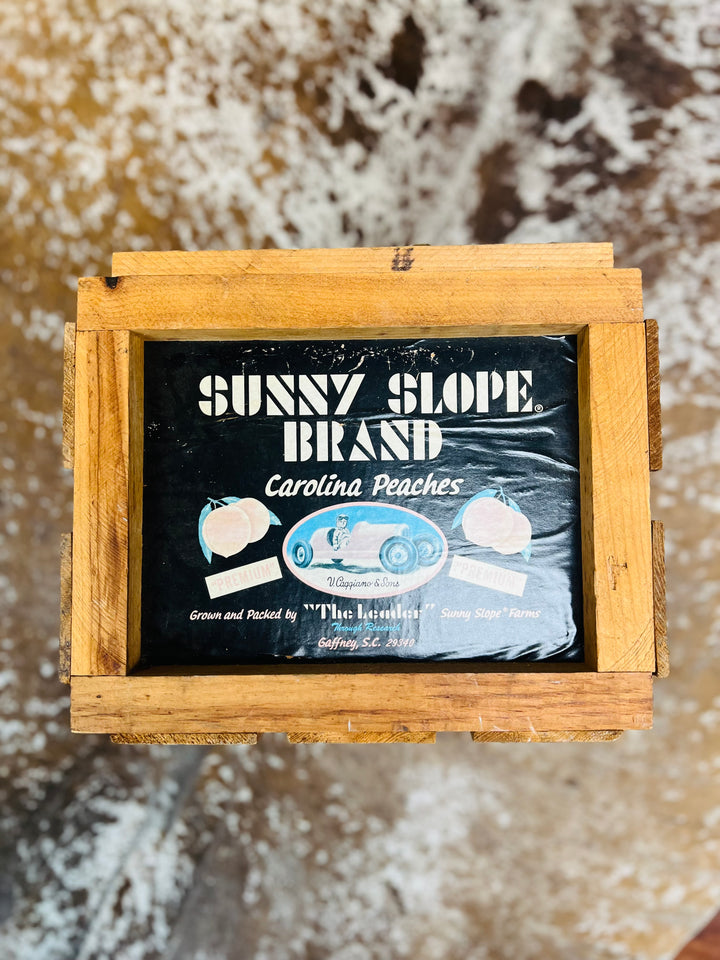 SUNNY SLOPE®
BRAND
Carolina Peaches
"PREMIUM"
V. Caggiano & Sons
"PREMIUM"
Grown and Packed by "The Leader" Sunny Slope® Farms
Through Research
Gaffney, S.C. 29340